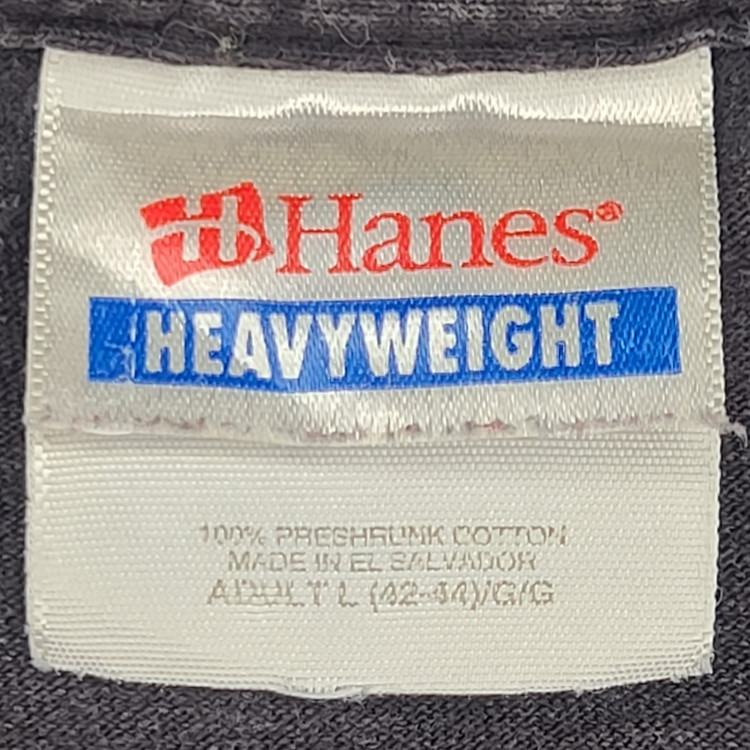 H Hanes®
HEAVYWEIGHT
100% PRESHRUNK COTTON
MADE IN EL SALVADOR
ADULT L (42-44)/G/G